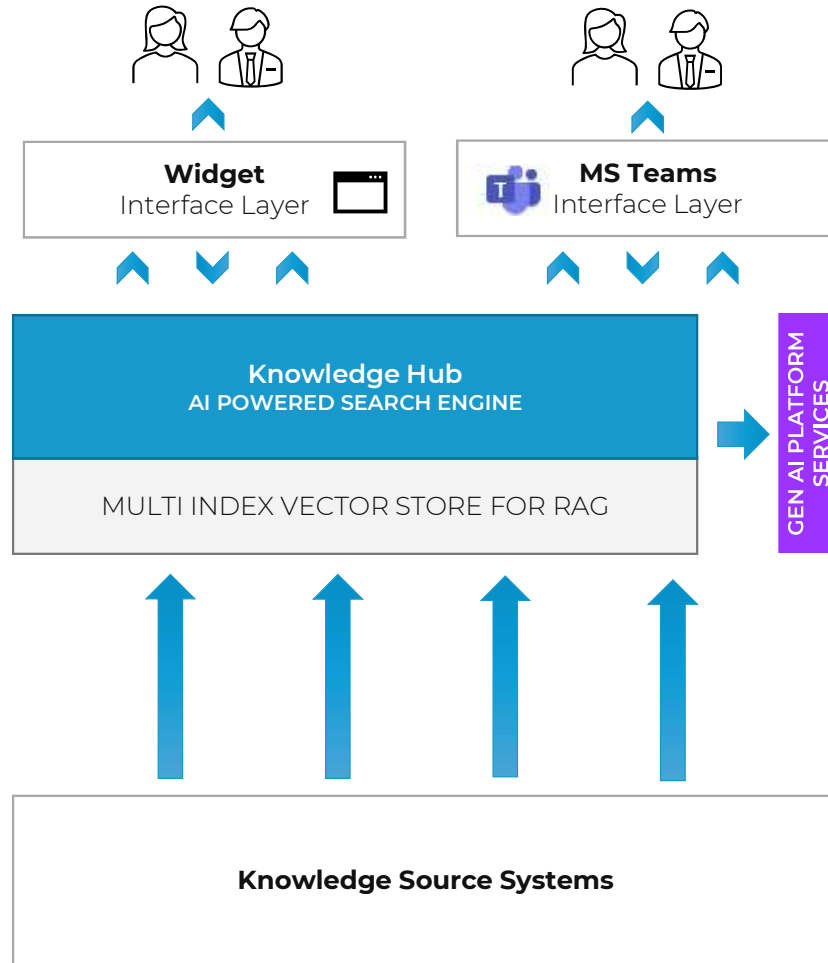 Widget
Interface Layer
T
MS Teams
Interface Layer
Knowledge Hub
AI POWERED SEARCH ENGINE
MULTI INDEX VECTOR STORE FOR RAG
GEN AI PLATFORM
SERVICES
Knowledge Source Systems